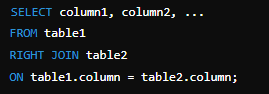 SELECT column1, column2, ...
FROM table1
RIGHT JOIN table2
ON table1.column = table2.column;